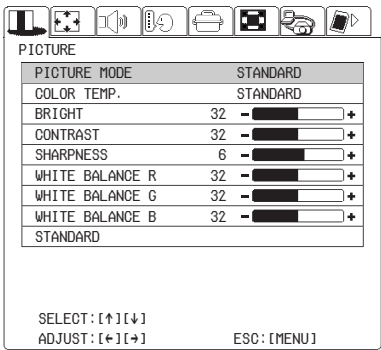 PICTURE
PICTURE MODE STANDARD
COLOR TEMP. STANDARD
BRIGHT 32 - +
CONTRAST 32 - +
SHARPNESS 6 - +
WHITE BALANCE R 32 - +
WHITE BALANCE G 32 - +
WHITE BALANCE B 32 - +
STANDARD
SELECT:[↑][↓]
ADJUST:[←][→] ESC:[MENU]